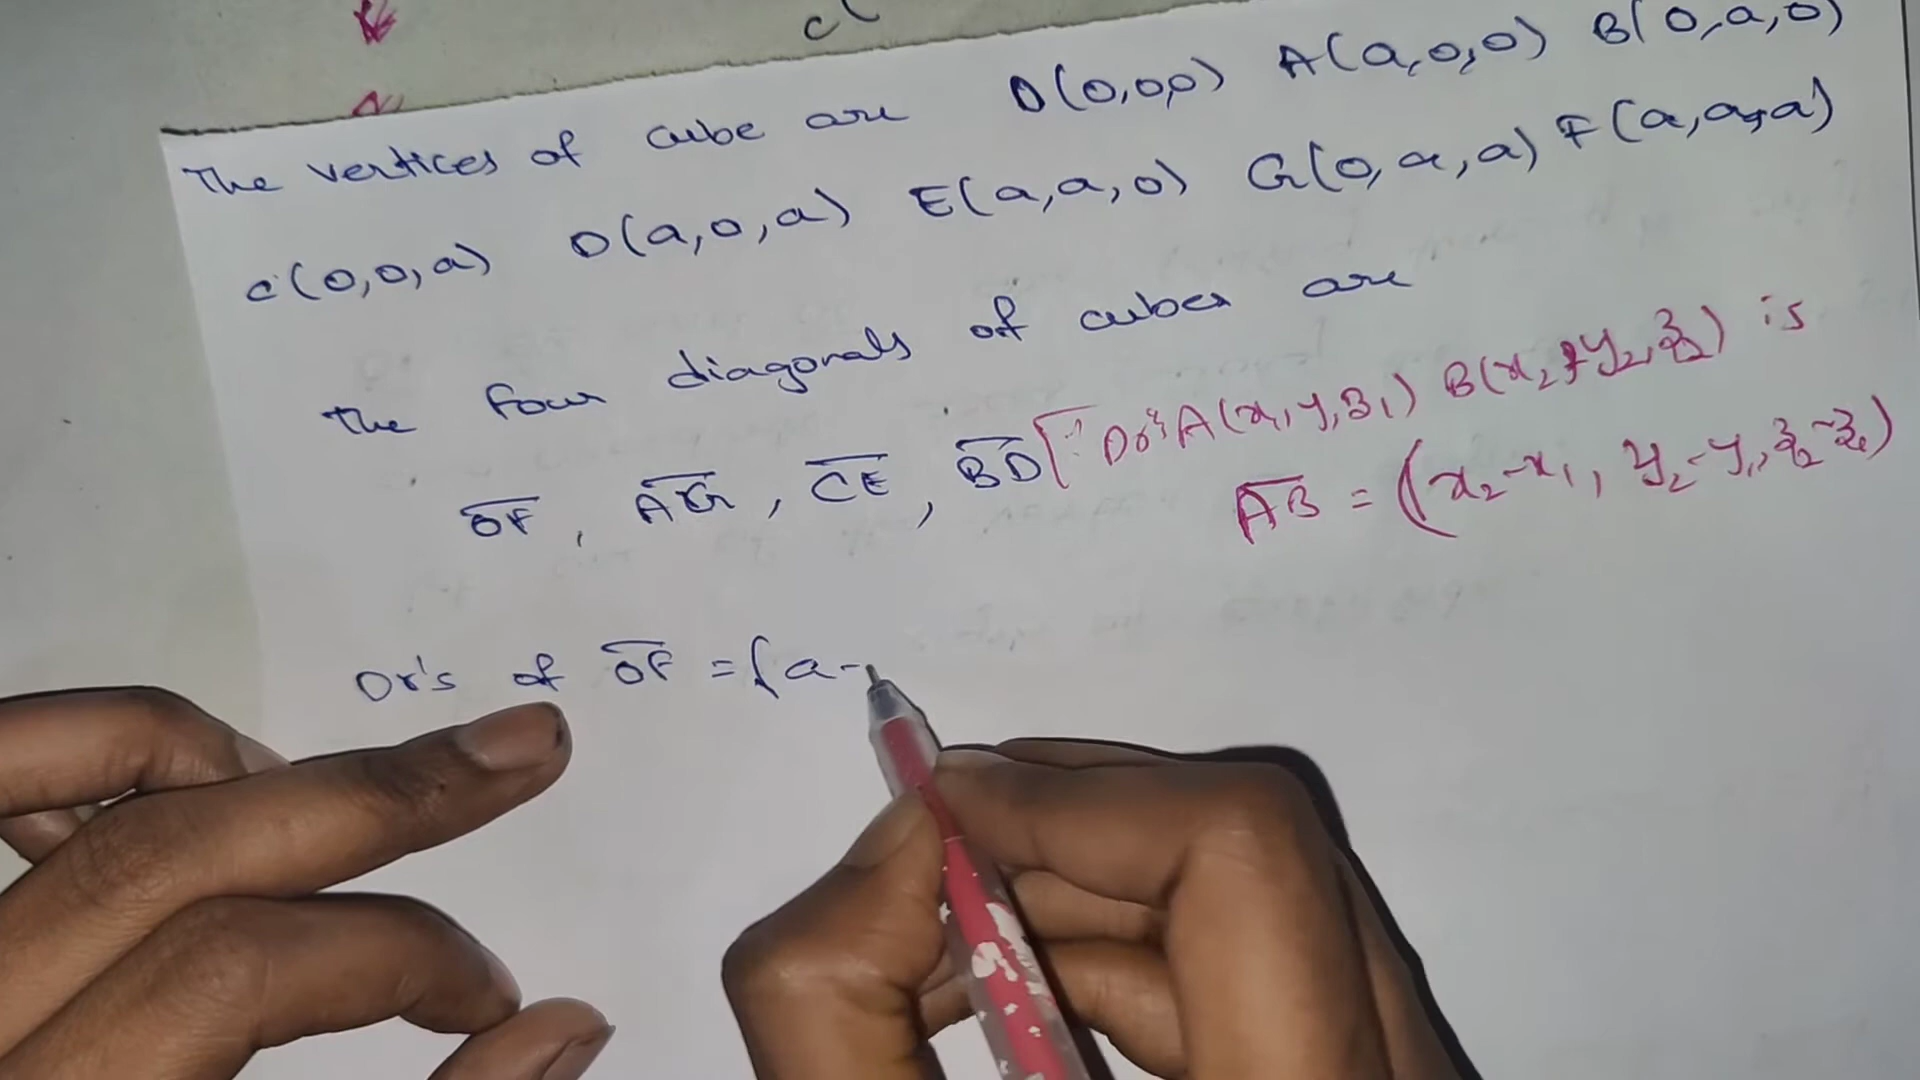 The vertices of cube are O(0,0,0) A(a,0,0) B(0,a,0)
C(0,0,a) D(a,0,a) E(a,a,0) G(0,a,a) F(a,a,a)
the four diagonals of cubes are
OF, AG, CE, BD [∵ Dr's A(x₁,y,z₁) B(x₂,y₂,z₂) is
AB = (x₂-x₁, y₂-y₁, z₂-z₁)
Dr's of OF = (a-